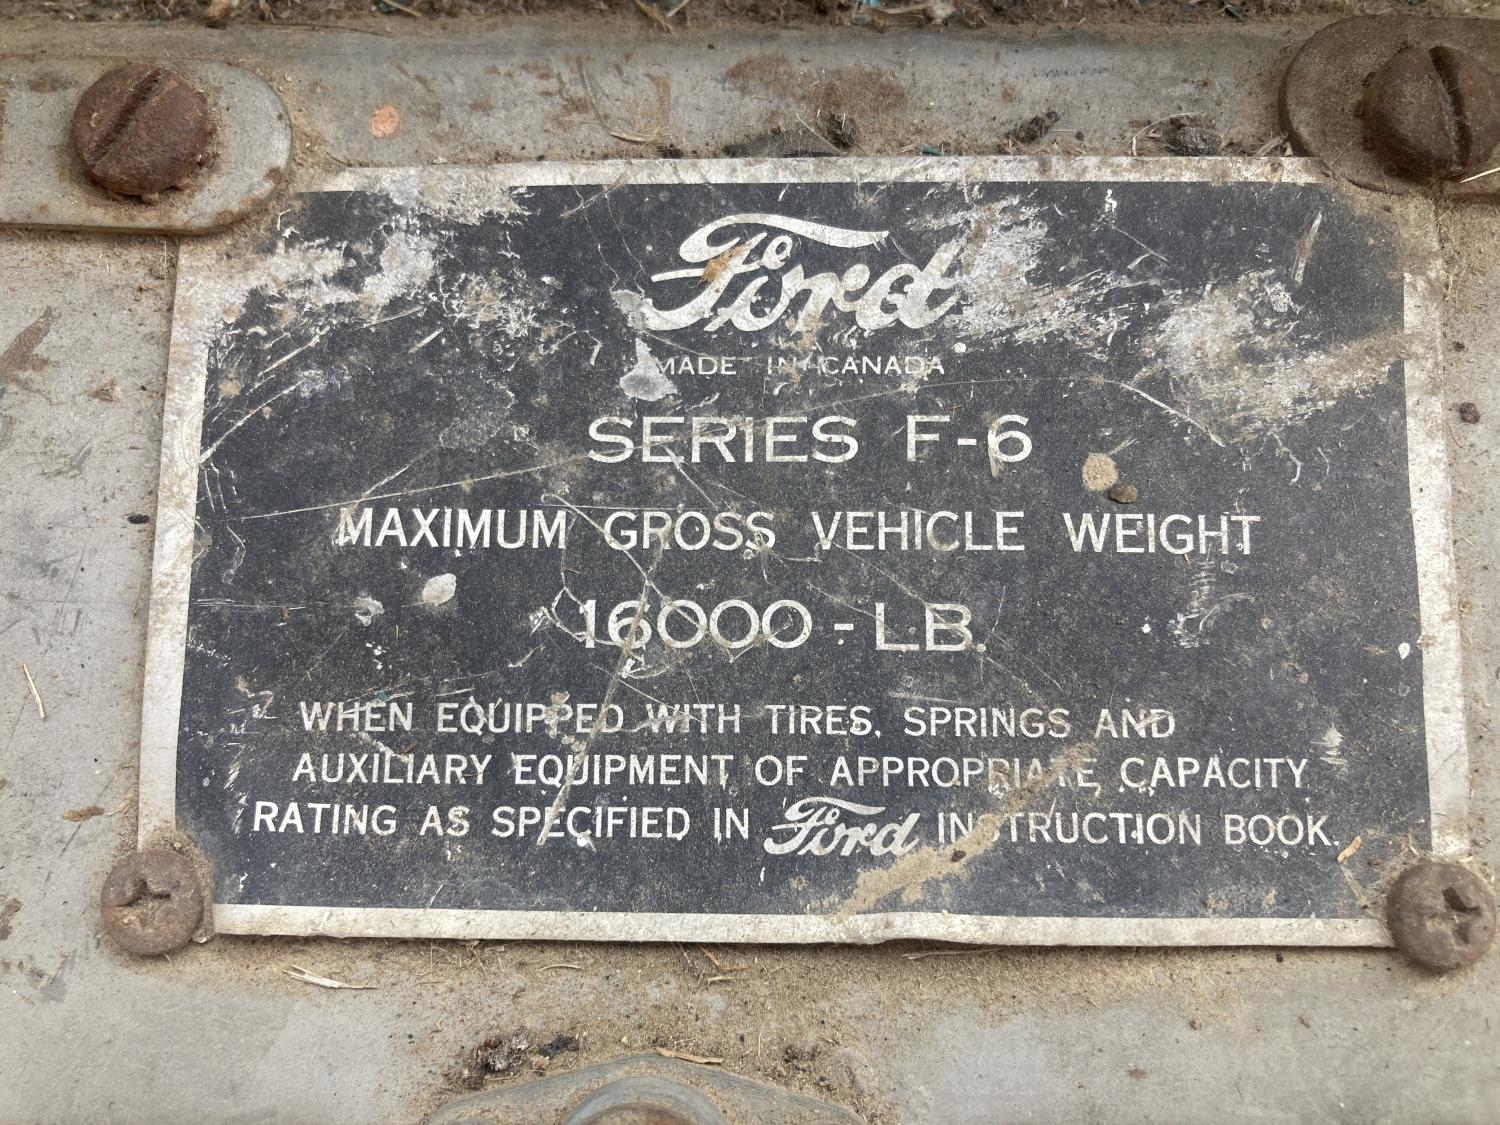 Ford
MADE IN CANADA
SERIES F-6
MAXIMUM GROSS VEHICLE WEIGHT
16000 - LB.
WHEN EQUIPPED WITH TIRES, SPRINGS AND
AUXILIARY EQUIPMENT OF APPROPRIATE CAPACITY
RATING AS SPECIFIED IN Ford INSTRUCTION BOOK.